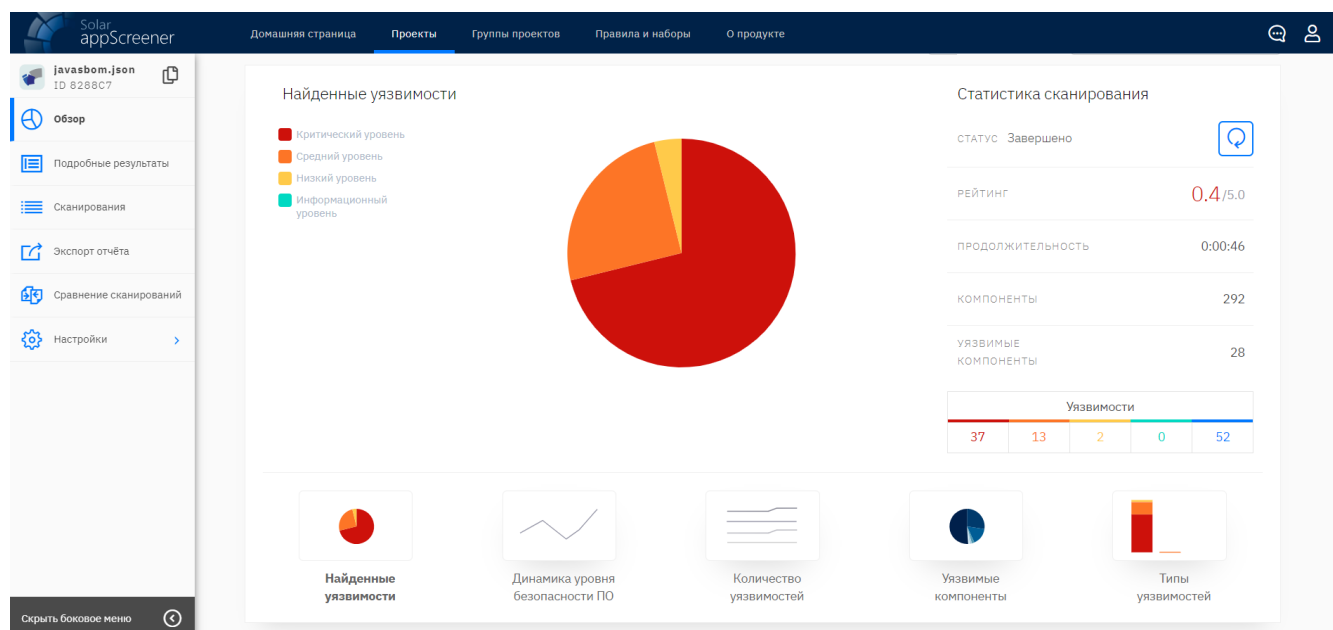 Solar
appScreener
Домашняя страница
Проекты
Группы проектов
Правила и наборы
О продукте
javasbom.json
ID 8288C7
Обзор
Подробные результаты
Сканирования
Экспорт отчёта
Сравнение сканирований
Настройки
Скрыть боковое меню
Найденные уязвимости
Критический уровень
Средний уровень
Низкий уровень
Информационный
уровень
Статистика сканирования
СТАТУС Завершено
РЕЙТИНГ 0.4/5.0
ПРОДОЛЖИТЕЛЬНОСТЬ 0:00:46
КОМПОНЕНТЫ 292
УЯЗВИМЫЕ
КОМПОНЕНТЫ 28
Уязвимости
37 13 2 0 52
Найденные
уязвимости
Динамика уровня
безопасности ПО
Количество
уязвимостей
Уязвимые
компоненты
Типы
уязвимостей